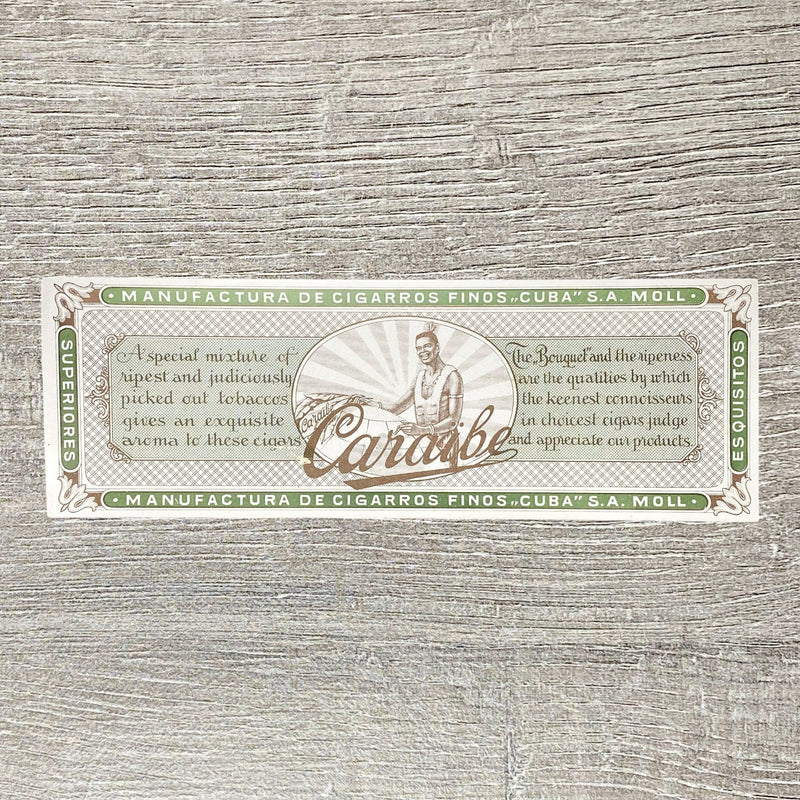 · MANUFACTURA DE CIGARROS FINOS „CUBA” S.A. MOLL ·
SUPERIORES
A special mixture of
ripest and judiciously
picked out tobaccos
gives an exquisite
aroma to these cigars
Caraibe
Caraibe
The „Bouquet” and the ripeness
are the qualities by which
the keenest connoisseurs
in choicest cigars judge
and appreciate our products.
ESQUISITOS
· MANUFACTURA DE CIGARROS FINOS „CUBA” S.A. MOLL ·